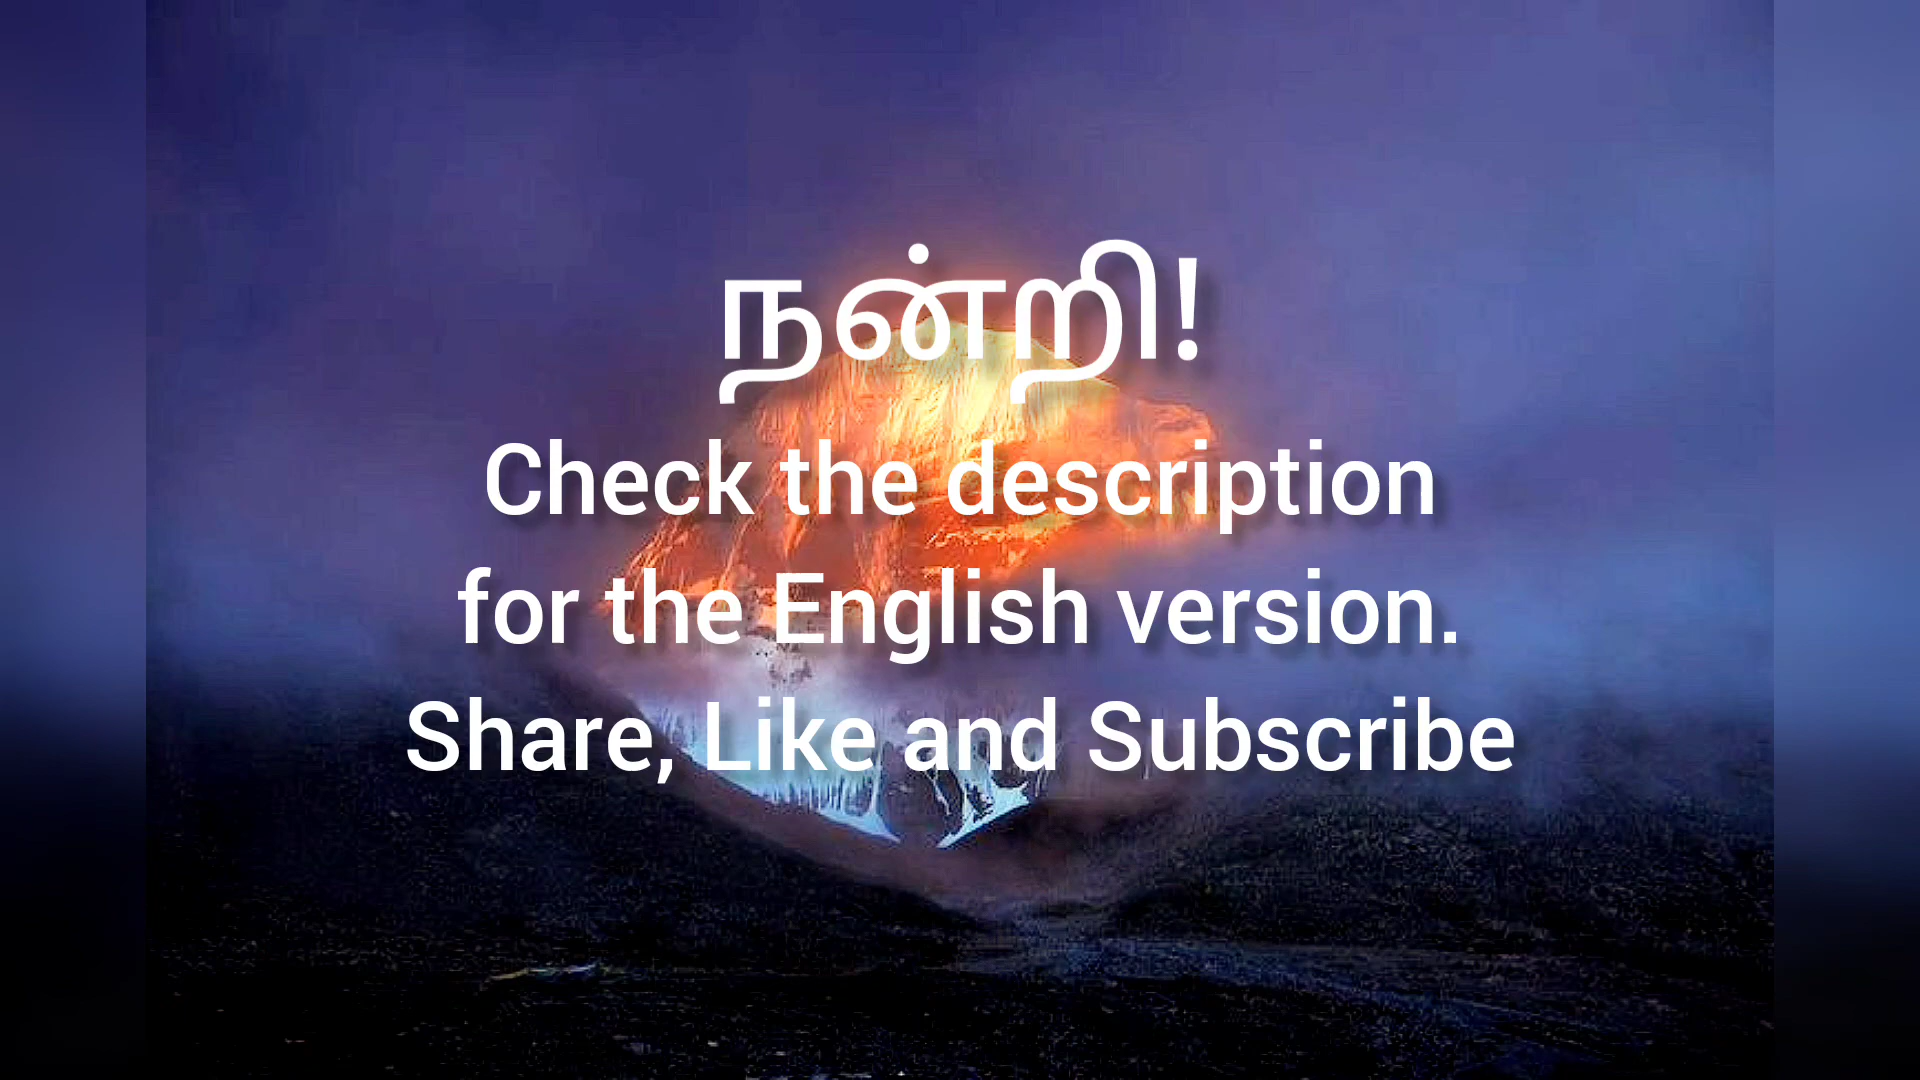 நன்றி!
Check the description
for the English version.
Share, Like and Subscribe